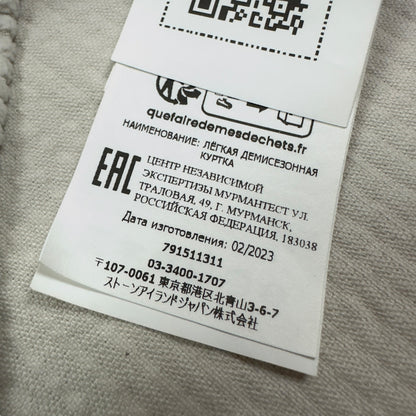 quefairedemesdechets.fr
НАИМЕНОВАНИЕ: ЛЁГКАЯ ДЕМИСЕЗОННАЯ
КУРТКА
EAC
ЦЕНТР НЕЗАВИСИМОЙ
ЭКСПЕРТИЗЫ МУРМАНТЕСТ УЛ.
ТРАЛОВАЯ, 49, Г. МУРМАНСК,
РОССИЙСКАЯ ФЕДЕРАЦИЯ, 183038
Дата изготовления: 02/2023
791511311
03-3400-1707
〒107-0061 東京都港区北青山3-6-7
ストーンアイランドジャパン株式会社